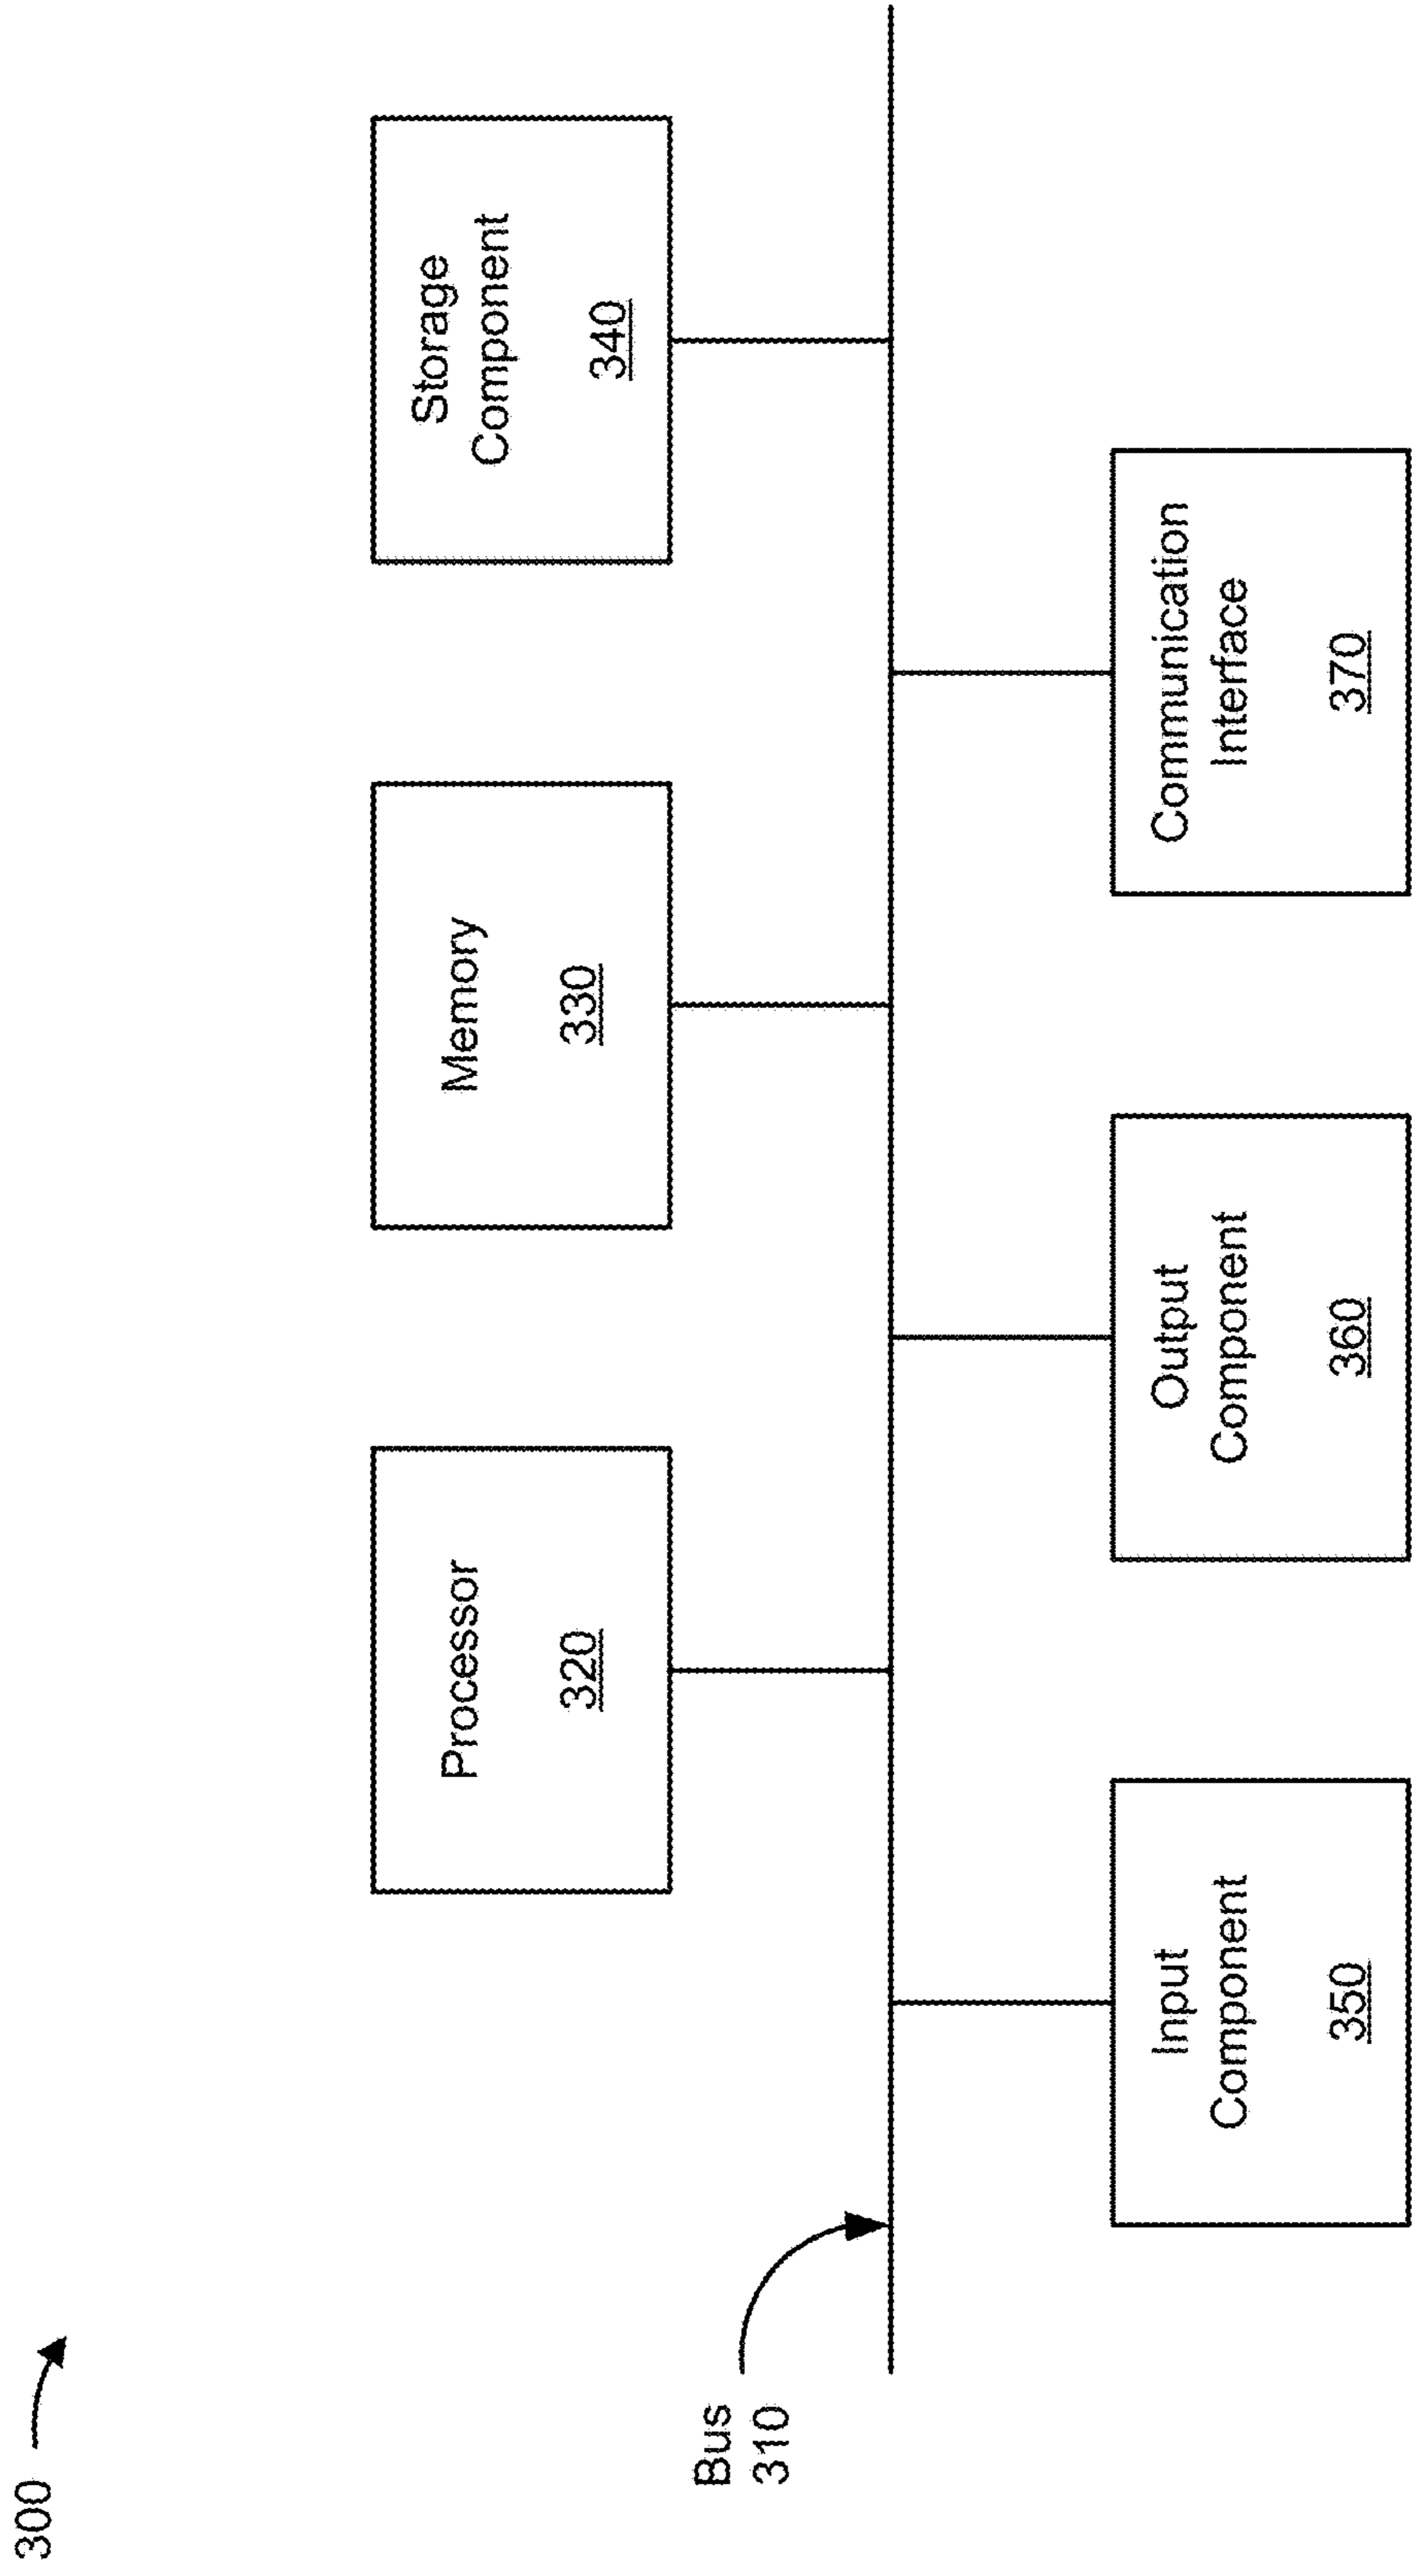 300
Bus
310
Processor
320
Memory
330
Storage
Component
340
Input
Component
350
Output
Component
360
Communication
Interface
370